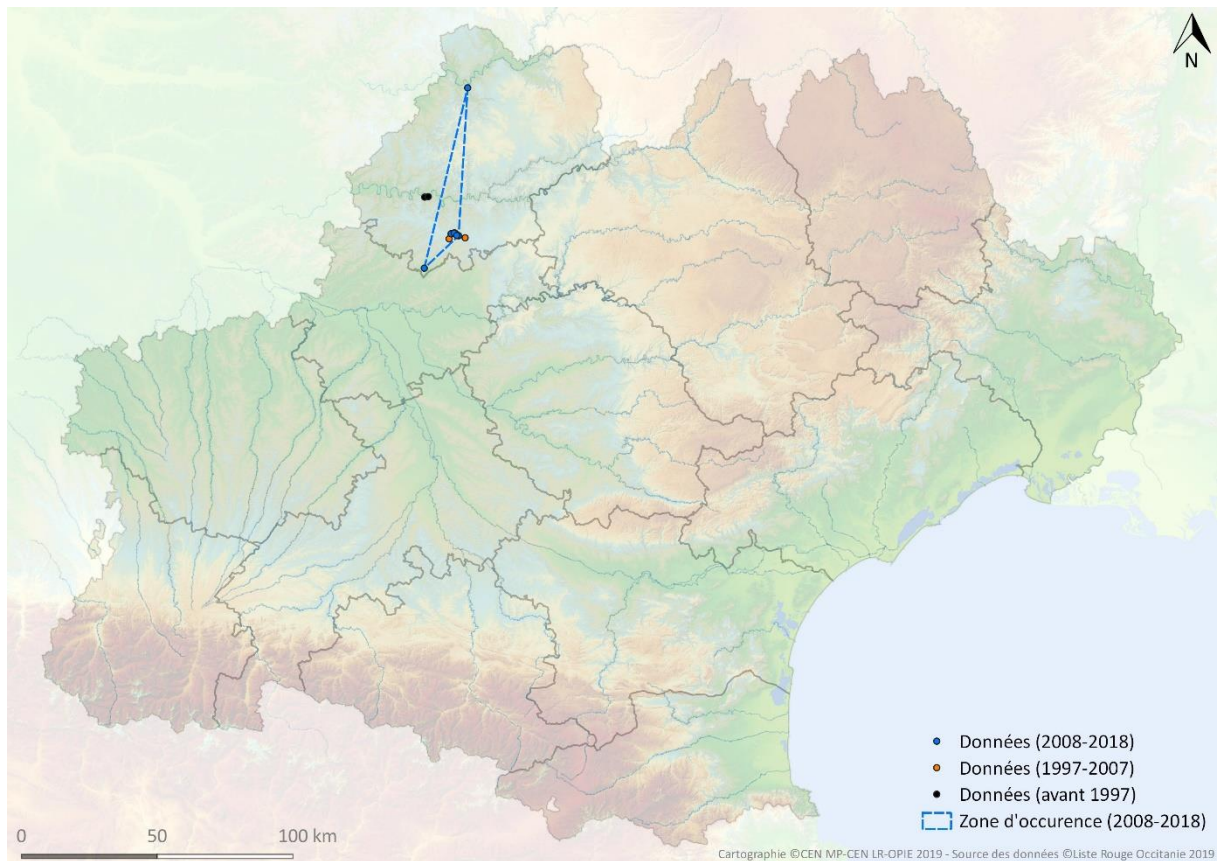 N
Données (2008-2018)
Données (1997-2007)
Données (avant 1997)
Zone d'occurence (2008-2018)
0 50 100 km
Cartographie ©CEN MP-CEN LR-OPIE 2019 - Source des données ©Liste Rouge Occitanie 2019